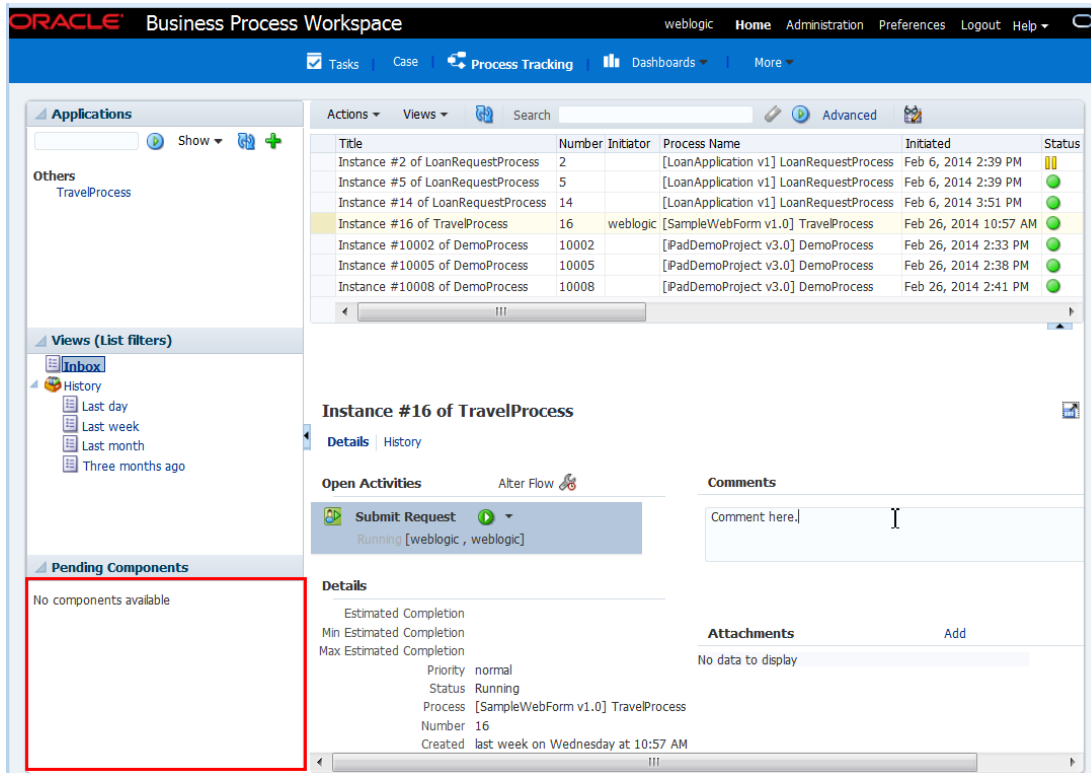 ORACLE Business Process Workspace weblogic Home Administration Preferences Logout Help
Tasks Case Process Tracking Dashboards More
Applications
Show
Others
TravelProcess
Views (List filters)
Inbox
History
Last day
Last week
Last month
Three months ago
Pending Components
No components available
Actions Views Search Advanced
Title Number Initiator Process Name Initiated Status
Instance #2 of LoanRequestProcess 2 [LoanApplication v1] LoanRequestProcess Feb 6, 2014 2:39 PM
Instance #5 of LoanRequestProcess 5 [LoanApplication v1] LoanRequestProcess Feb 6, 2014 2:39 PM
Instance #14 of LoanRequestProcess 14 [LoanApplication v1] LoanRequestProcess Feb 6, 2014 3:51 PM
Instance #16 of TravelProcess 16 weblogic [SampleWebForm v1.0] TravelProcess Feb 26, 2014 10:57 AM
Instance #10002 of DemoProcess 10002 [iPadDemoProject v3.0] DemoProcess Feb 26, 2014 2:33 PM
Instance #10005 of DemoProcess 10005 [iPadDemoProject v3.0] DemoProcess Feb 26, 2014 2:38 PM
Instance #10008 of DemoProcess 10008 [iPadDemoProject v3.0] DemoProcess Feb 26, 2014 2:41 PM
Instance #16 of TravelProcess
Details History
Open Activities Alter Flow
Submit Request
Running [weblogic , weblogic]
Details
Estimated Completion
Min Estimated Completion
Max Estimated Completion
Priority normal
Status Running
Process [SampleWebForm v1.0] TravelProcess
Number 16
Created last week on Wednesday at 10:57 AM
Comments
Comment here.
Attachments Add
No data to display